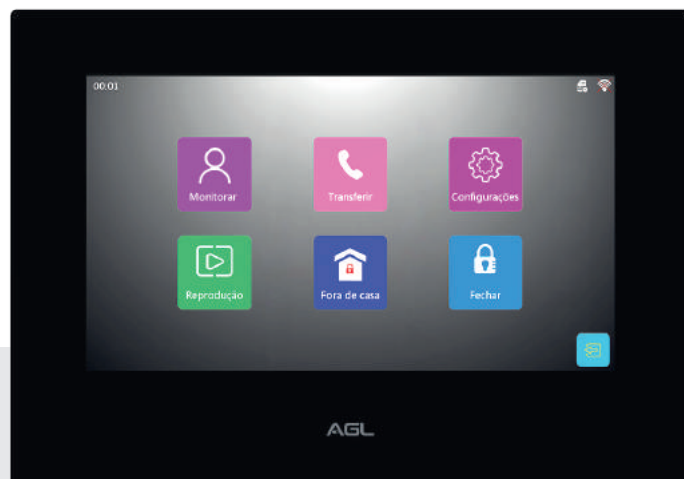 00:01
Monitorar
Transferir
Configurações
Reprodução
Fora de casa
Fechar
AGL